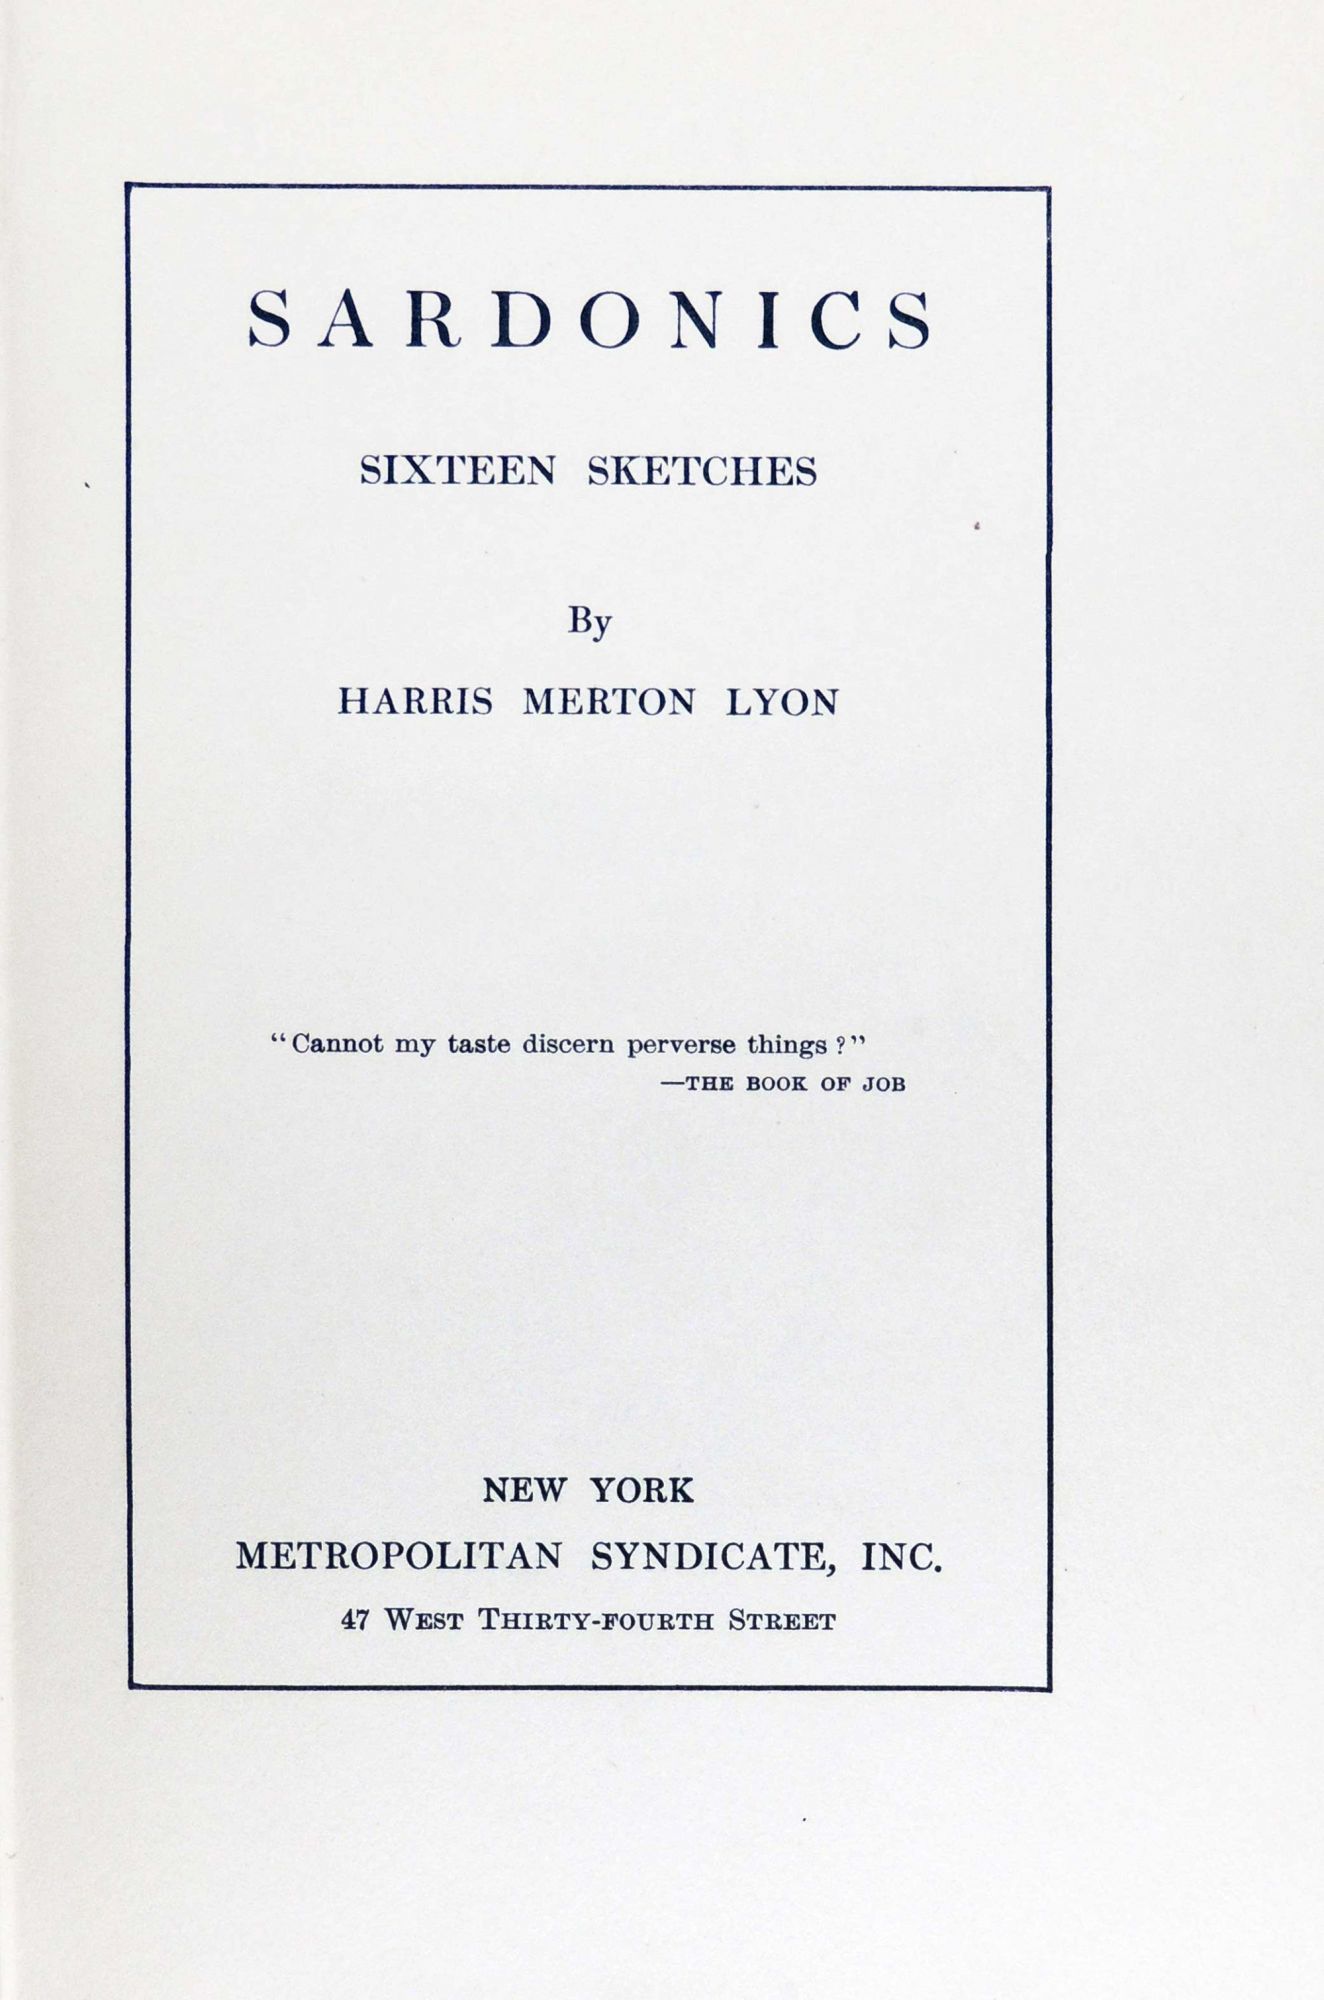 SARDONICS
SIXTEEN SKETCHES
By
HARRIS MERTON LYON
“Cannot my taste discern perverse things?”
—THE BOOK OF JOB
NEW YORK
METROPOLITAN SYNDICATE, INC.
47 WEST THIRTY-FOURTH STREET